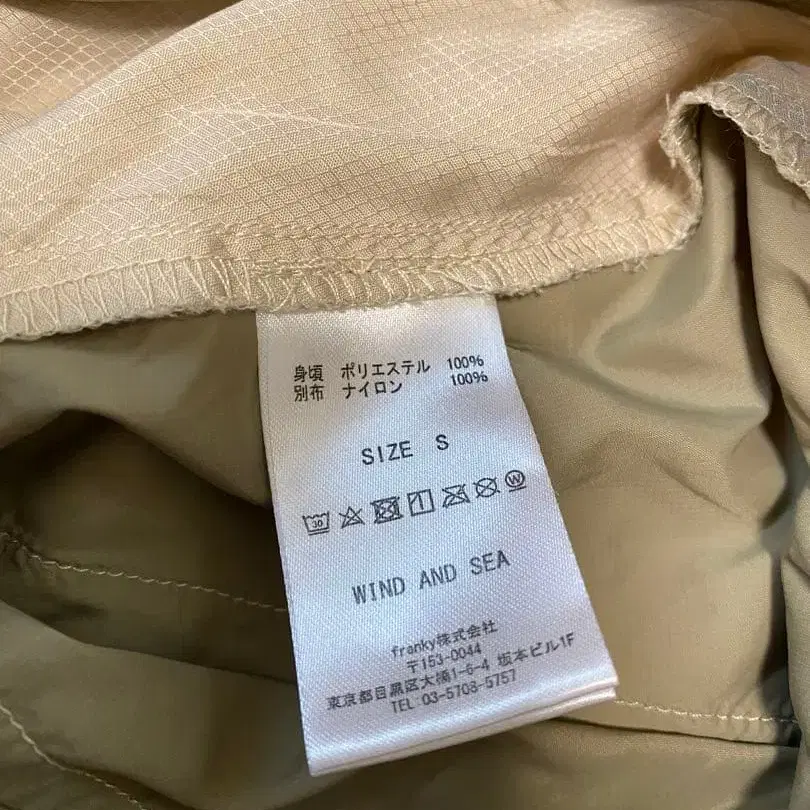 身頃 ポリエステル 100%
別布 ナイロン 100%
SIZE S
30 W
WIND AND SEA
franky株式会社
〒153-0044
東京都目黒区大橋1-6-4 坂本ビル1F
TEL 03-5708-5757